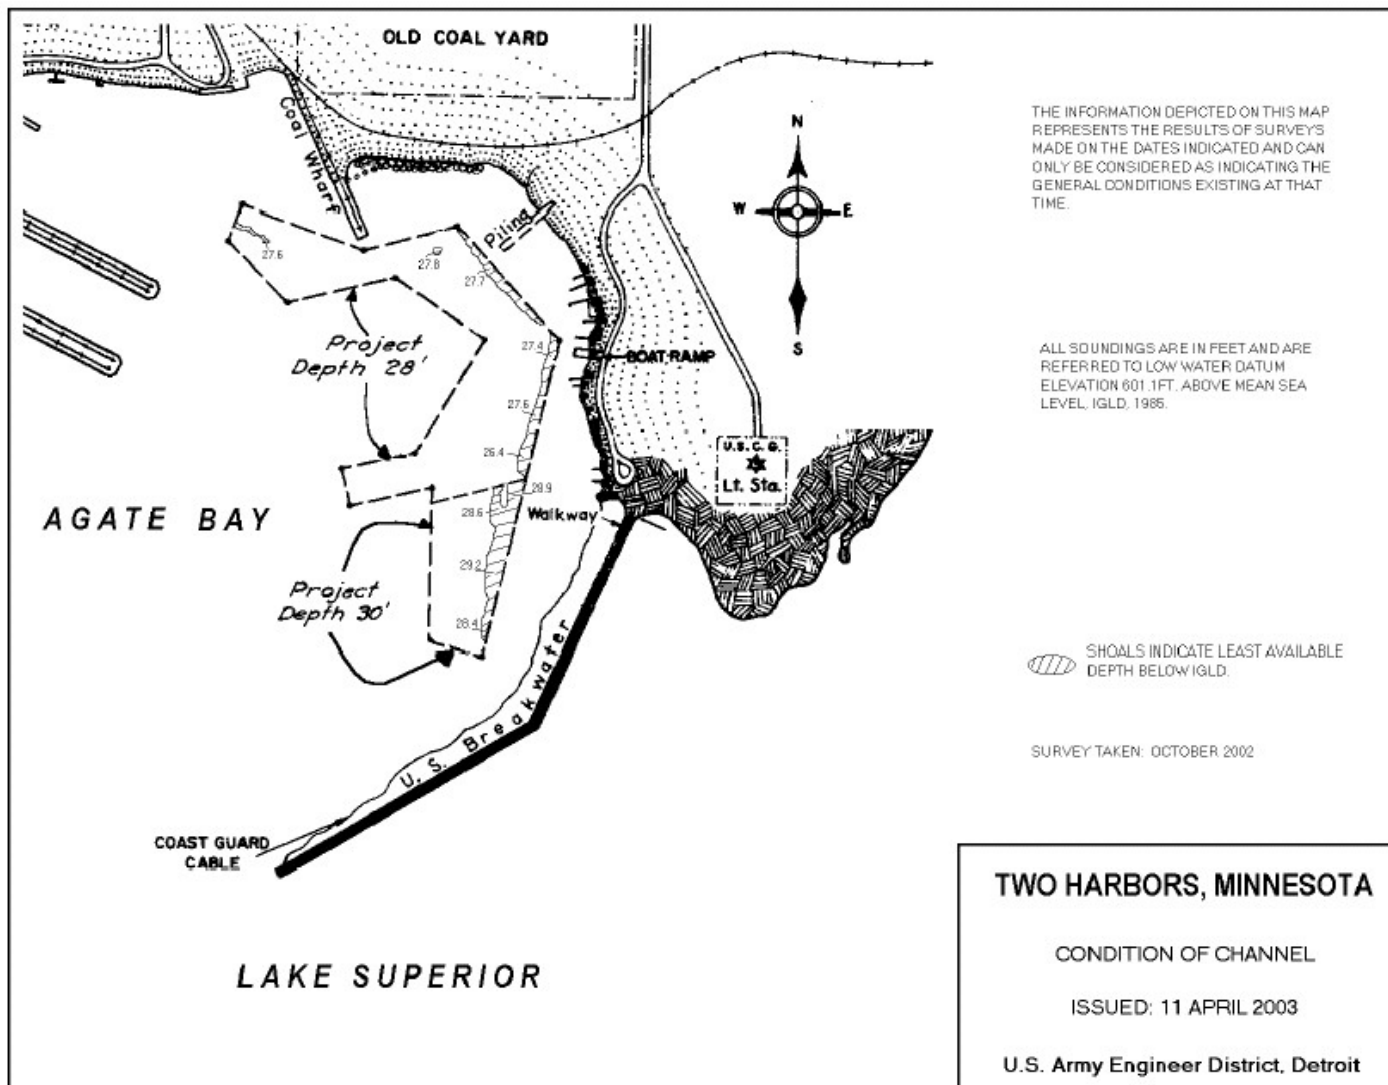 OLD COAL YARD
Coal Wharf
THE INFORMATION DEPICTED ON THIS MAP
REPRESENTS THE RESULTS OF SURVEYS
MADE ON THE DATES INDICATED AND CAN
ONLY BE CONSIDERED AS INDICATING THE
GENERAL CONDITIONS EXISTING AT THAT
TIME.
N
W
E
S
Piling
27.6
27.8
27.7
Project
Depth 28'
27.4
BOAT RAMP
ALL SOUNDINGS ARE IN FEET AND ARE
REFERRED TO LOW WATER DATUM
ELEVATION 601.1FT. ABOVE MEAN SEA
LEVEL, IGLD, 1985.
27.6
26.4
U.S.C.G.
Lt. Sta.
28.9
28.6
Walkway
AGATE BAY
29.2
Project
Depth 30'
28.4
SHOALS INDICATE LEAST AVAILABLE
DEPTH BELOW IGLD.
U.S. Breakwater
SURVEY TAKEN: OCTOBER 2002
COAST GUARD
CABLE
LAKE SUPERIOR
TWO HARBORS, MINNESOTA
CONDITION OF CHANNEL
ISSUED: 11 APRIL 2003
U.S. Army Engineer District, Detroit